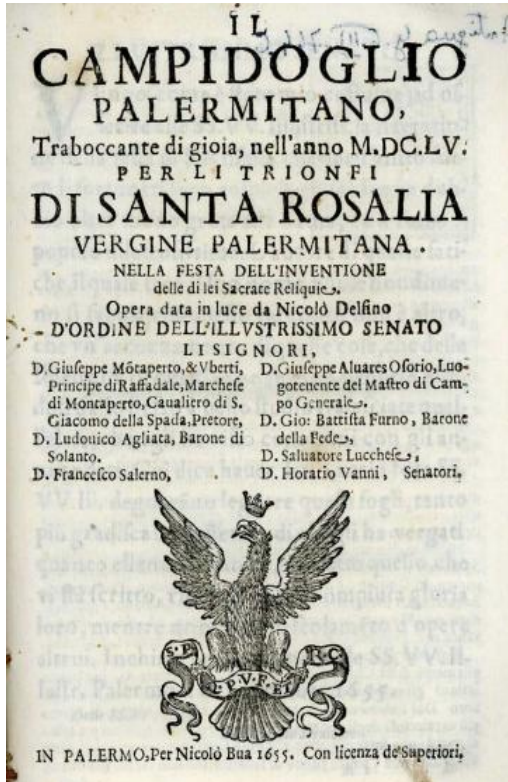 IL
CAMPIDOGLIO
PALERMITANO,
Traboccante di gioia, nell'anno M.DC.LV.
PER LI TRIONFI
DI SANTA ROSALIA
VERGINE PALERMITANA.
NELLA FESTA DELL'INVENTIONE
delle di lei Sacrate Reliquie,
Opera data in luce da Nicolò Delfino
D'ORDINE DELL'ILLVSTRISSIMO SENATO
LI SIGNORI,
D. Giuseppe Mõtaperto, & Vberti,
Principe di Raffadale, Marchese
di Montaperto, Caualiero di S.
Giacomo della Spada, Pretore,
D. Ludouico Agliata, Barone di
Solanto.
D. Francesco Salerno,
D. Giuseppe Aluares Osorio, Luo-
gotenente del Mastro di Cam-
po Generale,
D. Gio: Battista Furno, Barone
della Fede,
D. Saluatore Lucchese,
D. Horatio Vanni, Senatori.
S. P.
Q. P.
P. V. F. ET
IN PALERMO, Per Nicolò Bua 1655. Con licenza de' Superiori.